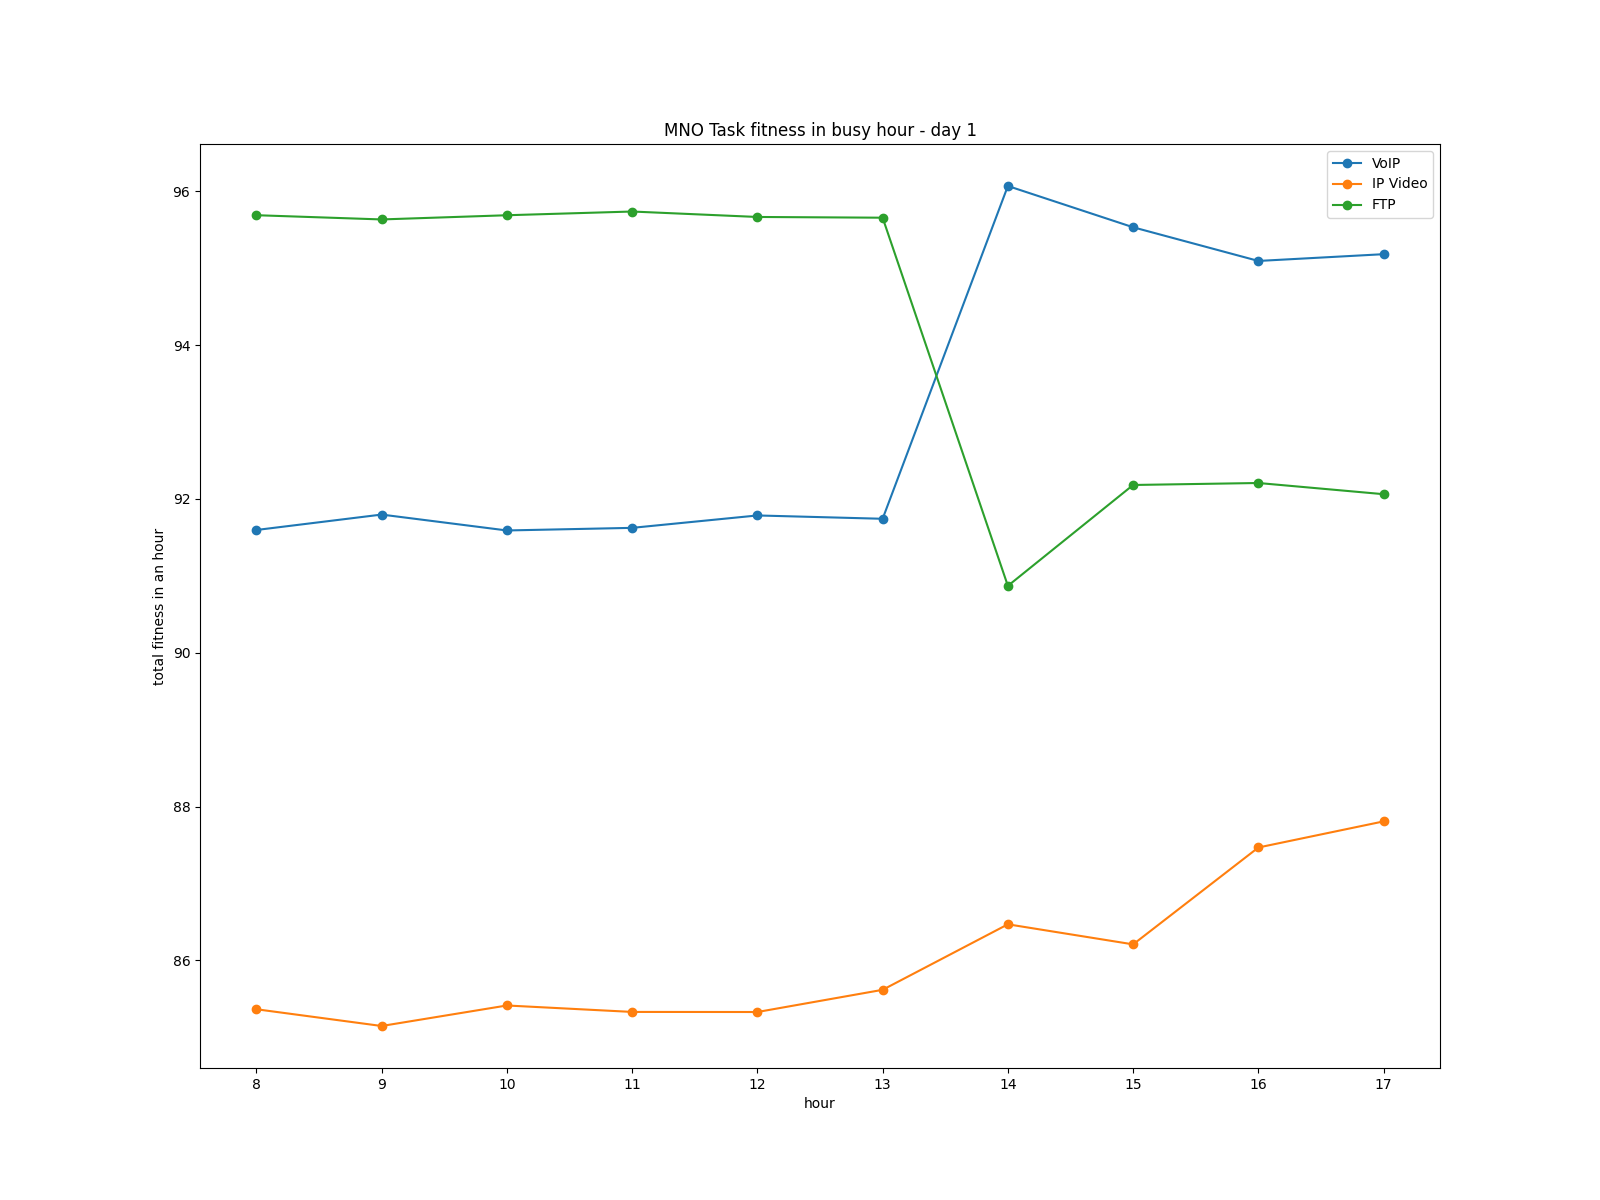 MNO Task fitness in busy hour - day 1
VoIP
IP Video
FTP
96
94
92
90
88
86
total fitness in an hour
8 9 10 11 12 13 14 15 16 17
hour